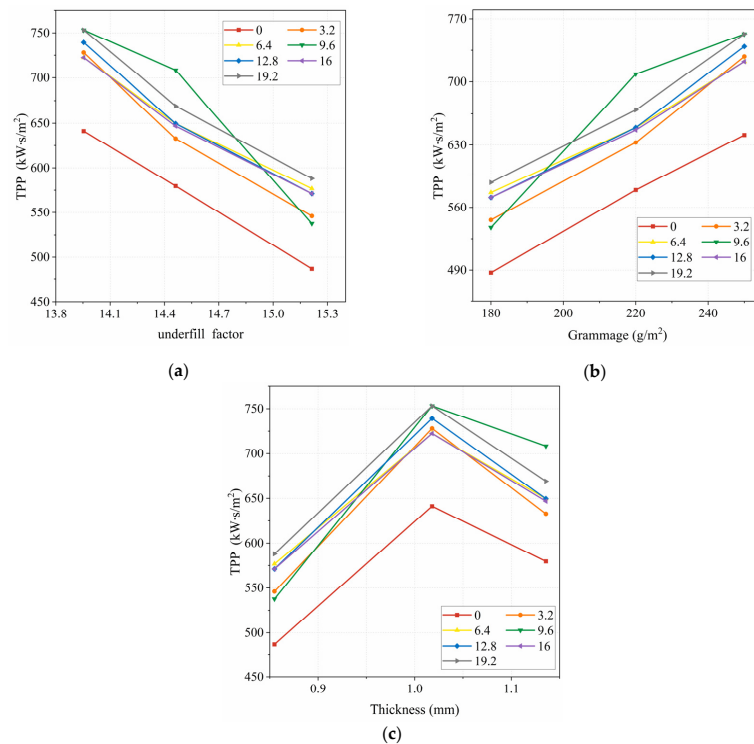 750
700
650
600
550
500
450
TPP (kW·s/m²)
0 3.2
6.4 9.6
12.8 16
19.2
13.8 14.1 14.4 14.7 15.0 15.3
underfill factor
(a)
770
700
630
560
490
TPP (kW·s/m²)
0 3.2
6.4 9.6
12.8 16
19.2
180 200 220 240
Grammage (g/m²)
(b)
750
700
650
600
550
500
450
TPP (kW·s/m²)
0 3.2
6.4 9.6
12.8 16
19.2
0.9 1.0 1.1
Thickness (mm)
(c)